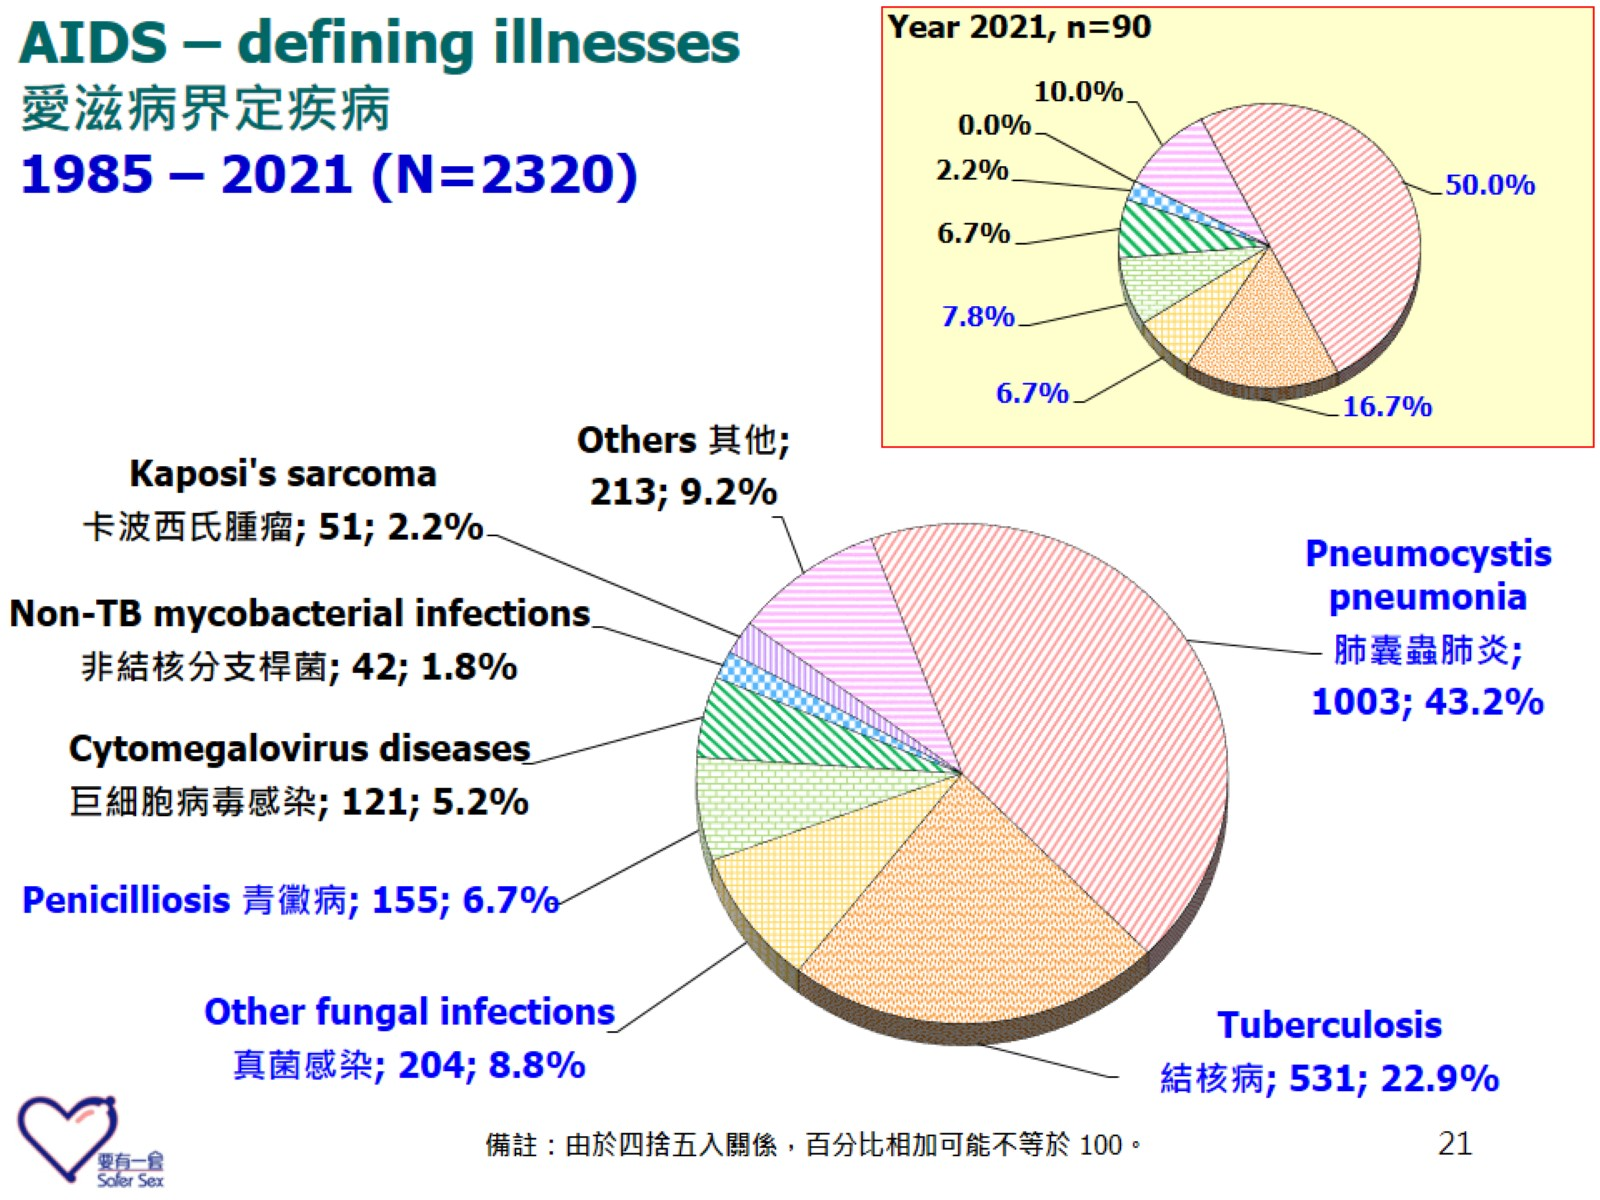 AIDS – defining illnesses
愛滋病界定疾病
1985 – 2021 (N=2320)
Year 2021, n=90
10.0%
0.0%
2.2%
6.7%
7.8%
6.7%
50.0%
16.7%
Others 其他;
213; 9.2%
Kaposi's sarcoma
卡波西氏腫瘤; 51; 2.2%
Non-TB mycobacterial infections
非結核分支桿菌; 42; 1.8%
Cytomegalovirus diseases
巨細胞病毒感染; 121; 5.2%
Penicilliosis 青黴病; 155; 6.7%
Other fungal infections
真菌感染; 204; 8.8%
Pneumocystis
pneumonia
肺囊蟲肺炎;
1003; 43.2%
Tuberculosis
結核病; 531; 22.9%
要有一套
Safer Sex
備註：由於四捨五入關係，百分比相加可能不等於 100。
21